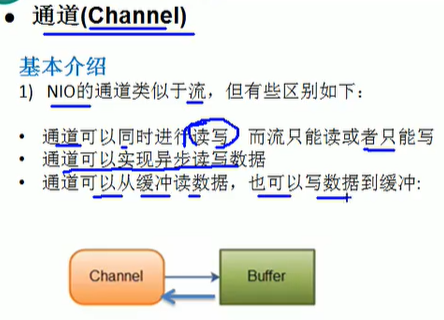 • 通道(Channel)
基本介绍
1) NIO的通道类似于流，但有些区别如下：
• 通道可以同时进行读写，而流只能读或者只能写
• 通道可以实现异步读写数据
• 通道可以从缓冲读数据，也可以写数据到缓冲:
Channel
Buffer